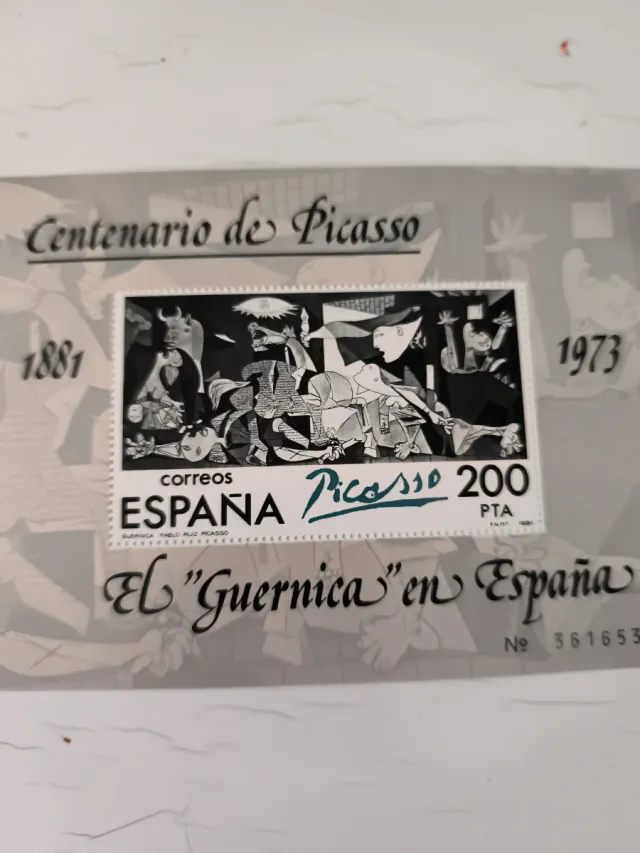 Centenario de Picasso
1881
1973
correos
ESPAÑA
Picasso
200
PTA
GUERNICA PABLO RUIZ PICASSO
F.N.M.T. 1981
El "Guernica" en España
Nº 361653